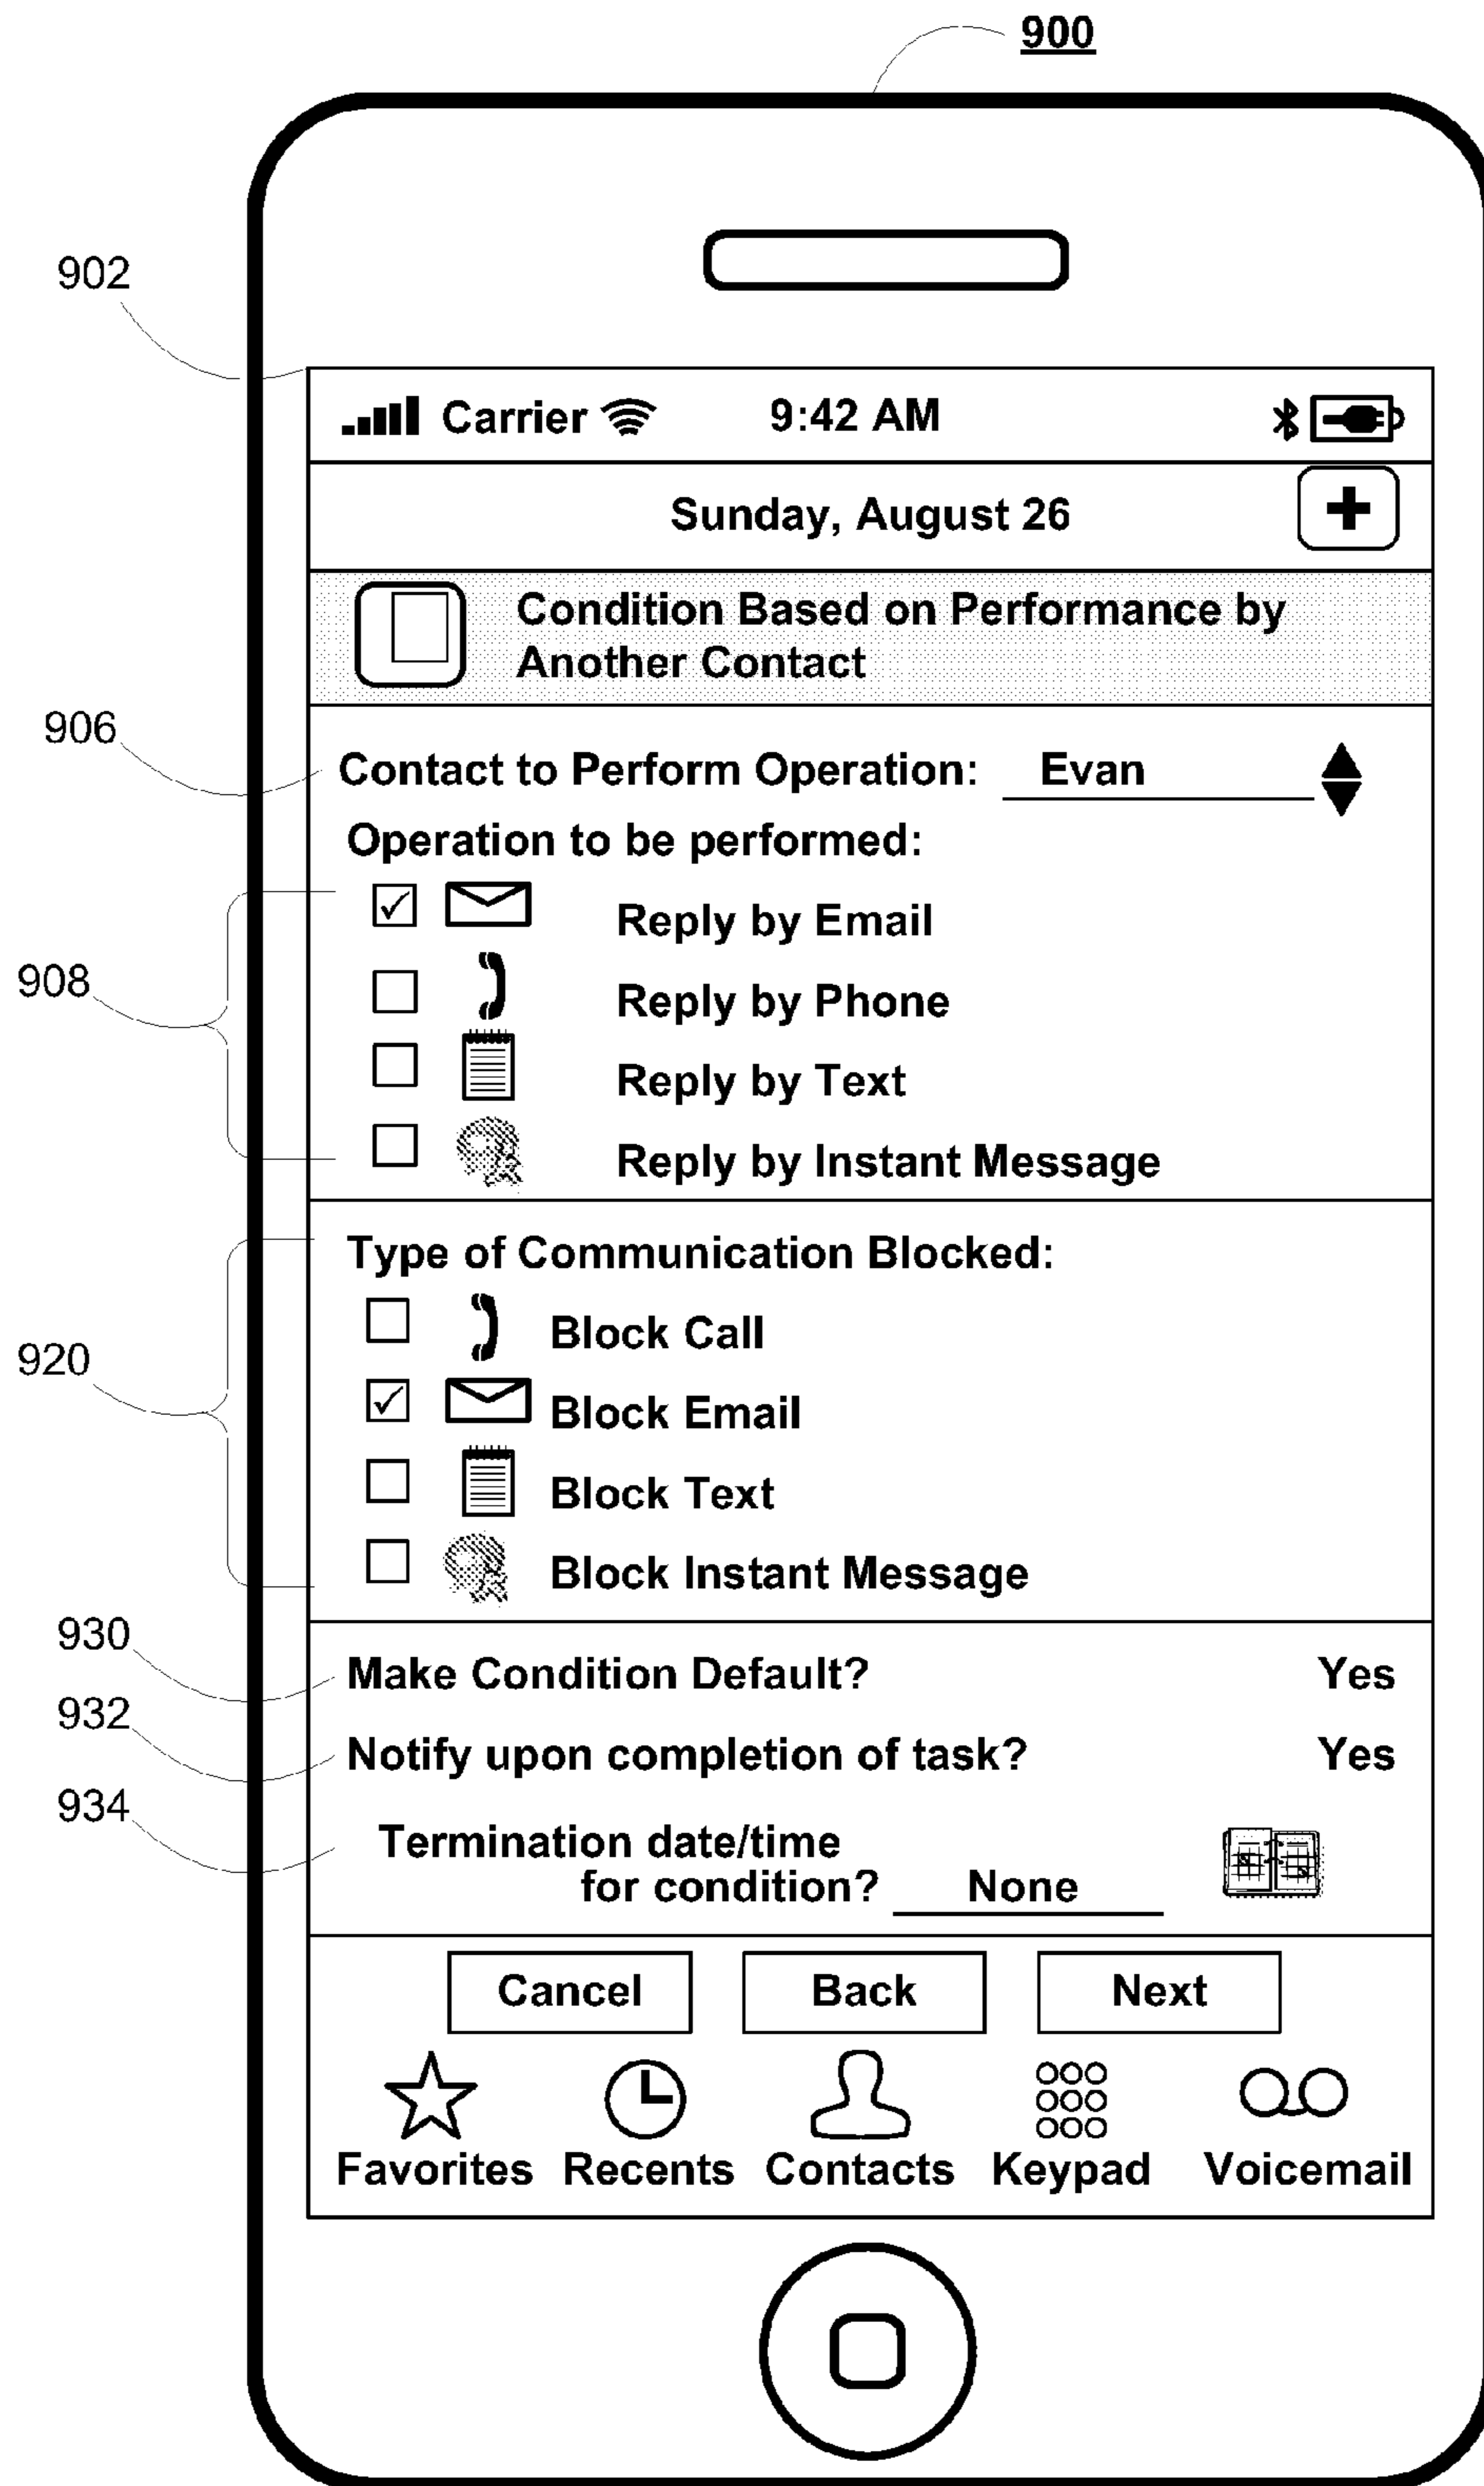 900
902
Carrier 9:42 AM
Sunday, August 26
Condition Based on Performance by
Another Contact
906
Contact to Perform Operation: Evan
Operation to be performed:
Reply by Email
908
Reply by Phone
Reply by Text
Reply by Instant Message
Type of Communication Blocked:
Block Call
920
Block Email
Block Text
Block Instant Message
930
Make Condition Default? Yes
932
Notify upon completion of task? Yes
934
Termination date/time
for condition? None
Cancel Back Next
Favorites Recents Contacts Keypad Voicemail